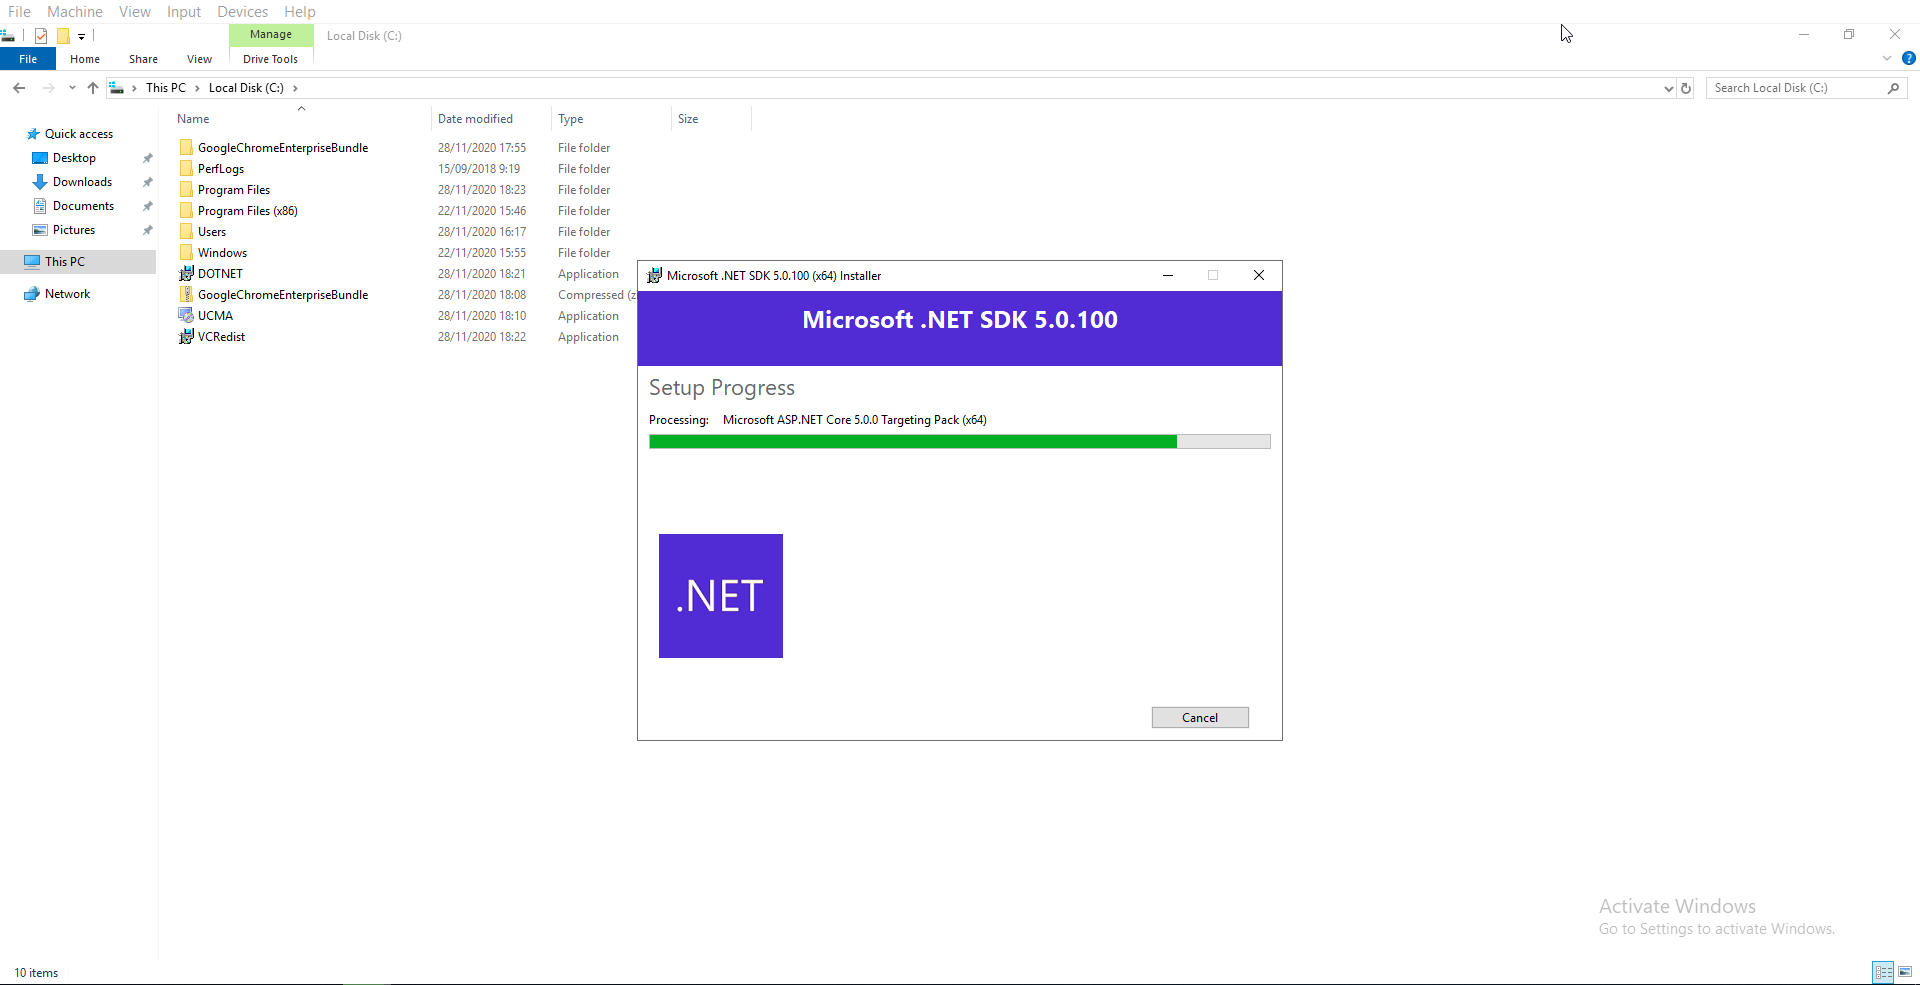 File Machine View Input Devices Help
Manage Local Disk (C:)
File Home Share View Drive Tools
This PC Local Disk (C:) Search Local Disk (C:)
Name Date modified Type Size
Quick access
Desktop
Downloads
Documents
Pictures
This PC
Network
GoogleChromeEnterpriseBundle 28/11/2020 17:55 File folder
PerfLogs 15/09/2018 9:19 File folder
Program Files 28/11/2020 18:23 File folder
Program Files (x86) 22/11/2020 15:46 File folder
Users 28/11/2020 16:17 File folder
Windows 22/11/2020 15:55 File folder
DOTNET 28/11/2020 18:21 Application
GoogleChromeEnterpriseBundle 28/11/2020 18:08 Compressed (z
UCMA 28/11/2020 18:10 Application
VCRedist 28/11/2020 18:22 Application
Microsoft .NET SDK 5.0.100 (x64) Installer
Microsoft .NET SDK 5.0.100
Setup Progress
Processing: Microsoft ASP.NET Core 5.0.0 Targeting Pack (x64)
.NET
Cancel
Activate Windows
Go to Settings to activate Windows.
10 items